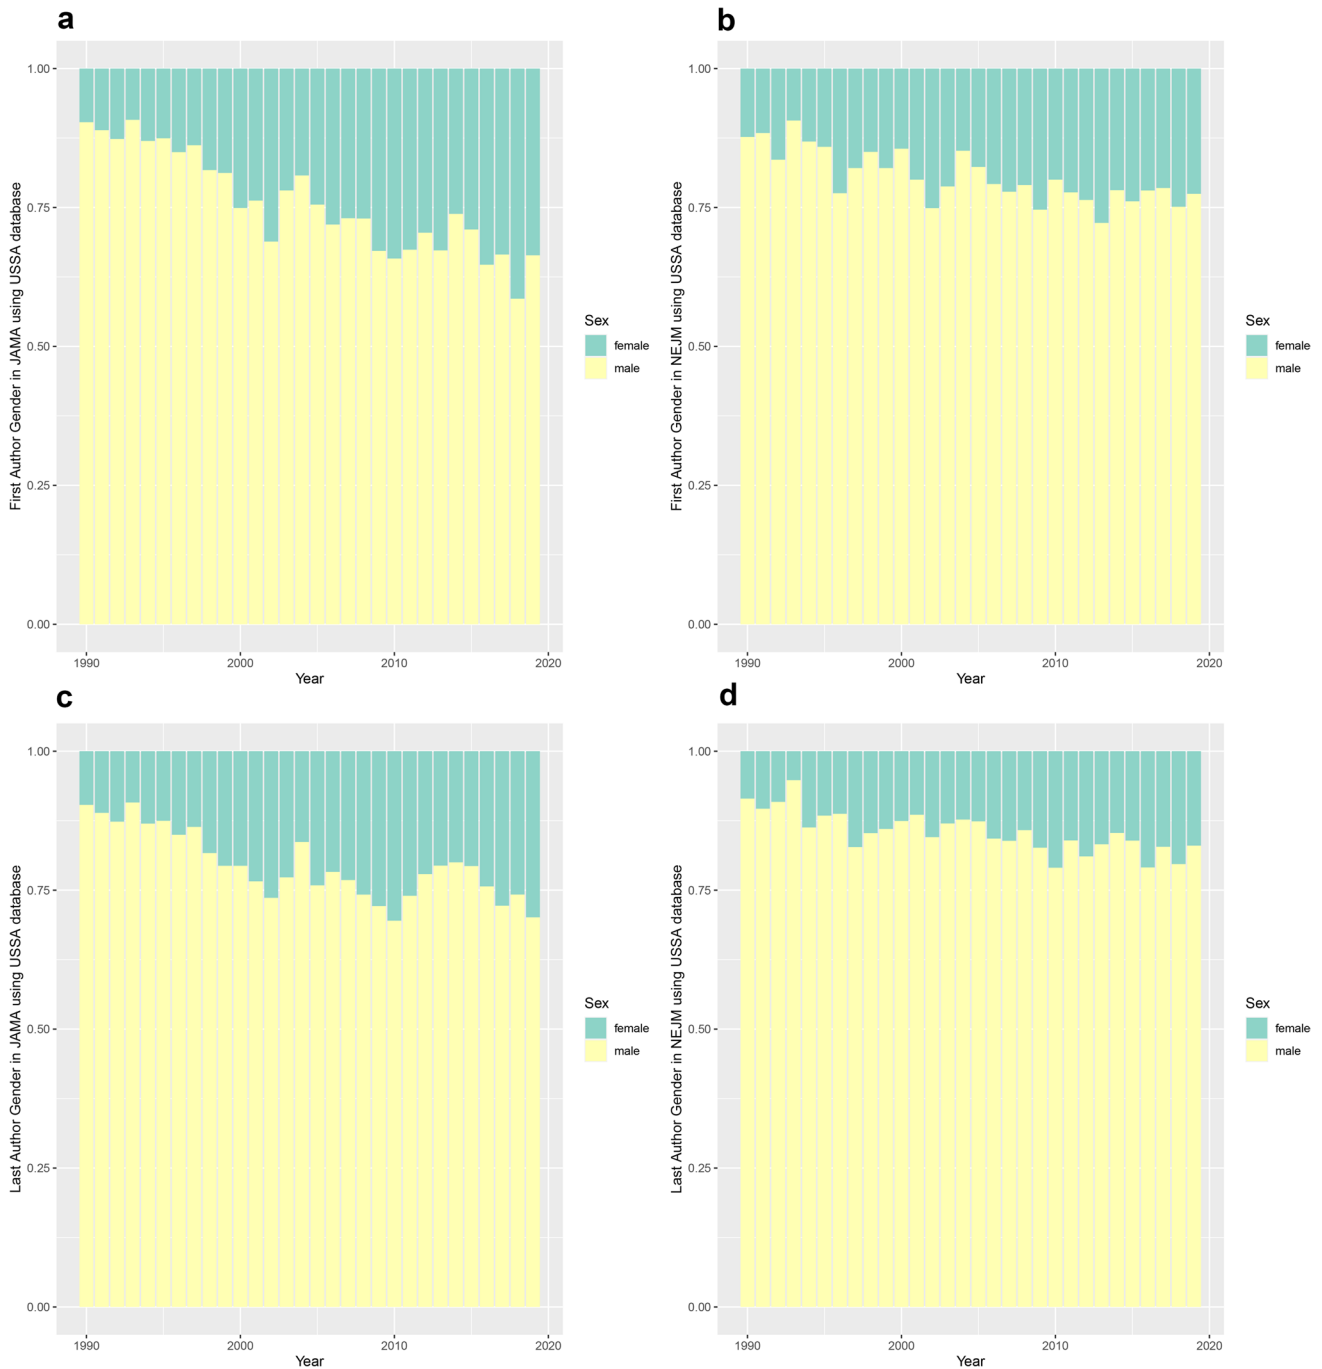 a
First Author Gender in JAMA using USSA database
1.00
0.75
0.50
0.25
0.00
1990
2000
2010
2020
Year
Sex
female
male
b
First Author Gender in NEJM using USSA database
1.00
0.75
0.50
0.25
0.00
1990
2000
2010
2020
Year
Sex
female
male
c
Last Author Gender in JAMA using USSA database
1.00
0.75
0.50
0.25
0.00
1990
2000
2010
2020
Year
Sex
female
male
d
Last Author Gender in NEJM using USSA database
1.00
0.75
0.50
0.25
0.00
1990
2000
2010
2020
Year
Sex
female
male